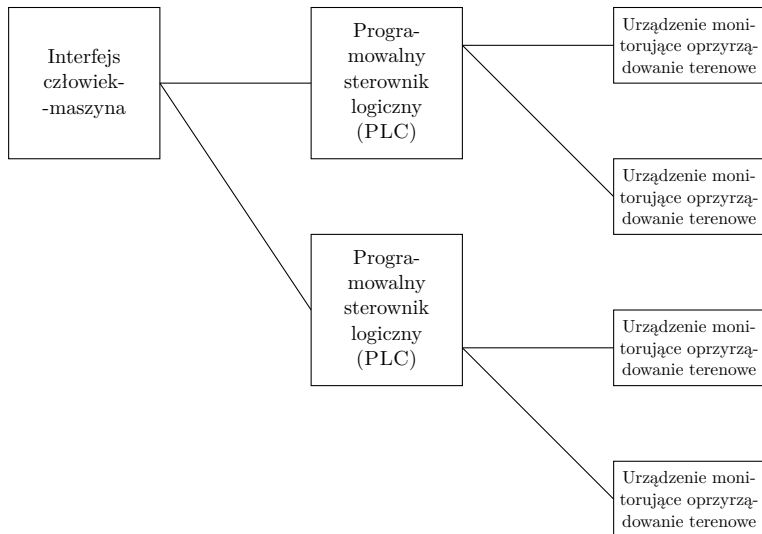 Interfejs
człowiek-
-maszyna
Progra-
mowalny
sterownik
logiczny
(PLC)
Urządzenie moni-
torujące oprzyrzą-
dowanie terenowe
Urządzenie moni-
torujące oprzyrzą-
dowanie terenowe
Progra-
mowalny
sterownik
logiczny
(PLC)
Urządzenie moni-
torujące oprzyrzą-
dowanie terenowe
Urządzenie moni-
torujące oprzyrzą-
dowanie terenowe